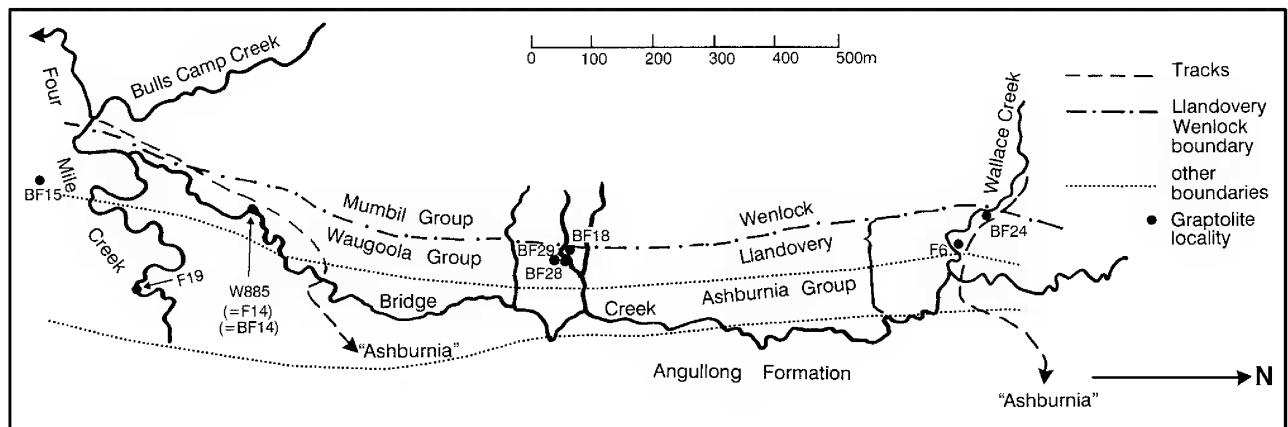 Four
Mile
Creek
Bulls Camp Creek
0 100 200 300 400 500m
Tracks
Llandovery
Wenlock
boundary
other
boundaries
Graptolite
locality
Wallace Creek
BF15
F19
W885
(=F14)
(=BF14)
Mumbil Group
Waugoola Group
Bridge
Creek
"Ashburnia"
BF18
BF29
BF28
Wenlock
Llandovery
Ashburnia Group
F6
BF24
Angullong Formation
"Ashburnia"
N